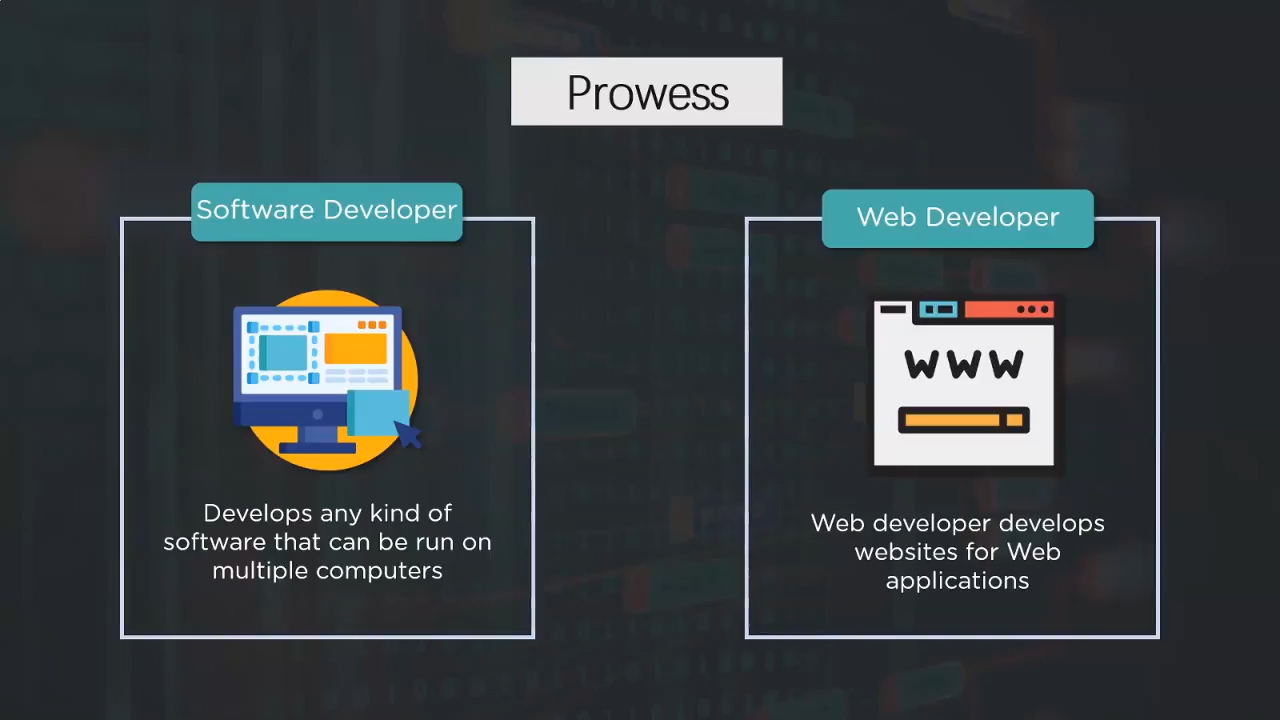 Prowess
Software Developer
Develops any kind of
software that can be run on
multiple computers
Web Developer
WWW
Web developer develops
websites for Web
applications